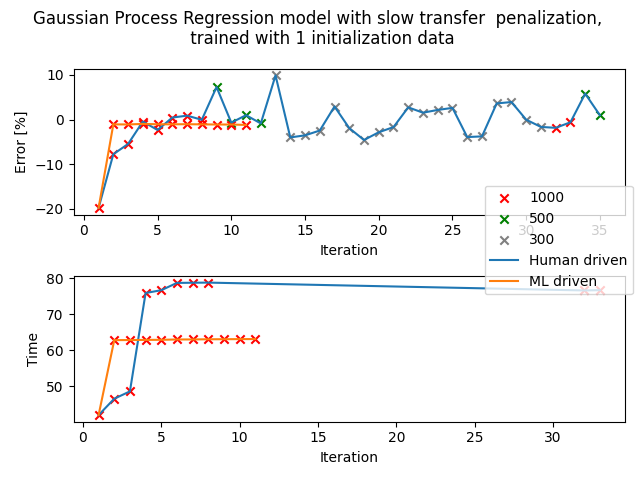 Gaussian Process Regression model with slow transfer  penalization,
trained with 1 initialization data
10
0
−10
−20
Error [%]
0 5 10 15 20 25 30 35
Iteration
1000
500
300
Human driven
ML driven
80
70
60
50
Time
0 5 10 15 20 25 30
Iteration